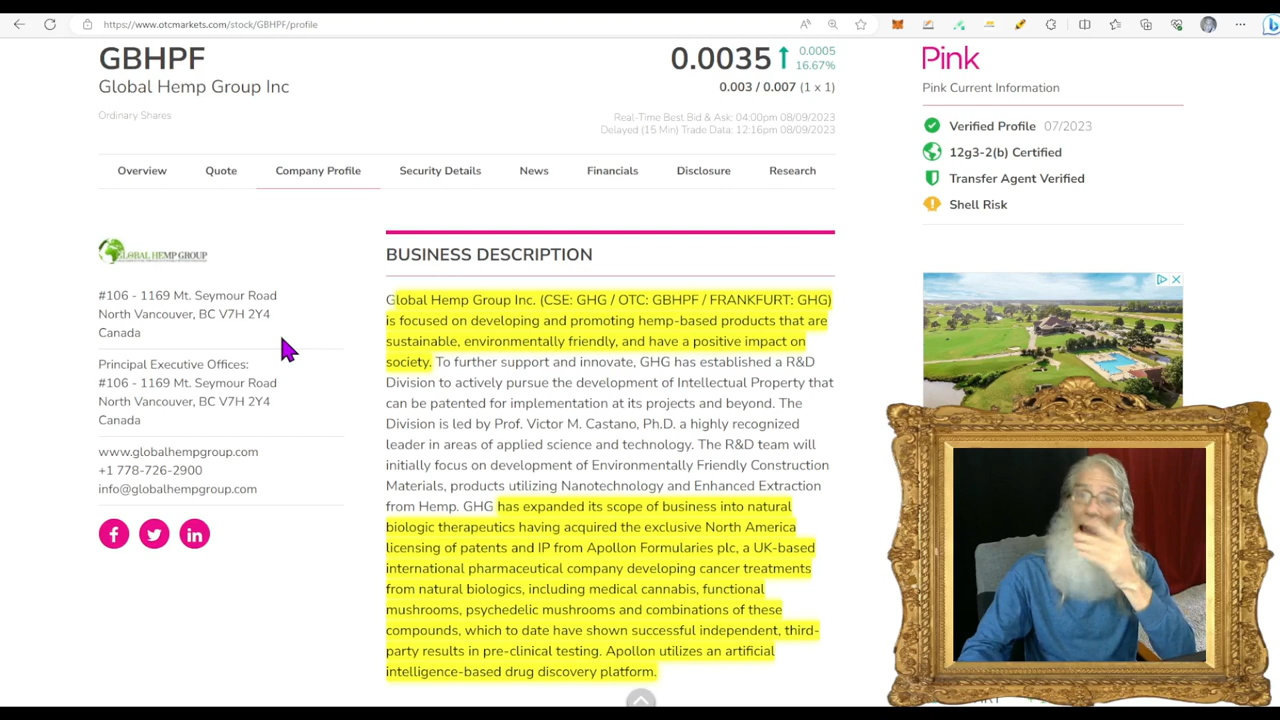 https://www.otcmarkets.com/stock/GBHPF/profile
GBHPF
Global Hemp Group Inc
Ordinary Shares
0.0035
0.0005
16.67%
0.003 / 0.007 (1 x 1)
Real-Time Best Bid & Ask: 04:00pm 08/09/2023
Delayed (15 Min) Trade Data: 12:16pm 08/09/2023
Pink
Pink Current Information
Verified Profile 07/2023
12g3-2(b) Certified
Transfer Agent Verified
Shell Risk
Overview Quote Company Profile Security Details News Financials Disclosure Research
GLOBAL HEMP GROUP
#106 - 1169 Mt. Seymour Road
North Vancouver, BC V7H 2Y4
Canada
Principal Executive Offices:
#106 - 1169 Mt. Seymour Road
North Vancouver, BC V7H 2Y4
Canada
www.globalhempgroup.com
+1 778-726-2900
info@globalhempgroup.com
BUSINESS DESCRIPTION
Global Hemp Group Inc. (CSE: GHG / OTC: GBHPF / FRANKFURT: GHG)
is focused on developing and promoting hemp-based products that are
sustainable, environmentally friendly, and have a positive impact on
society. To further support and innovate, GHG has established a R&D
Division to actively pursue the development of Intellectual Property that
can be patented for implementation at its projects and beyond. The
Division is led by Prof. Victor M. Castano, Ph.D. a highly recognized
leader in areas of applied science and technology. The R&D team will
initially focus on development of Environmentally Friendly Construction
Materials, products utilizing Nanotechnology and Enhanced Extraction
from Hemp. GHG has expanded its scope of business into natural
biologic therapeutics having acquired the exclusive North America
licensing of patents and IP from Apollon Formularies plc, a UK-based
international pharmaceutical company developing cancer treatments
from natural biologics, including medical cannabis, functional
mushrooms, psychedelic mushrooms and combinations of these
compounds, which to date have shown successful independent, third-
party results in pre-clinical testing. Apollon utilizes an artificial
intelligence-based drug discovery platform.